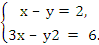 x - y = 2,
3x - y2 = 6.